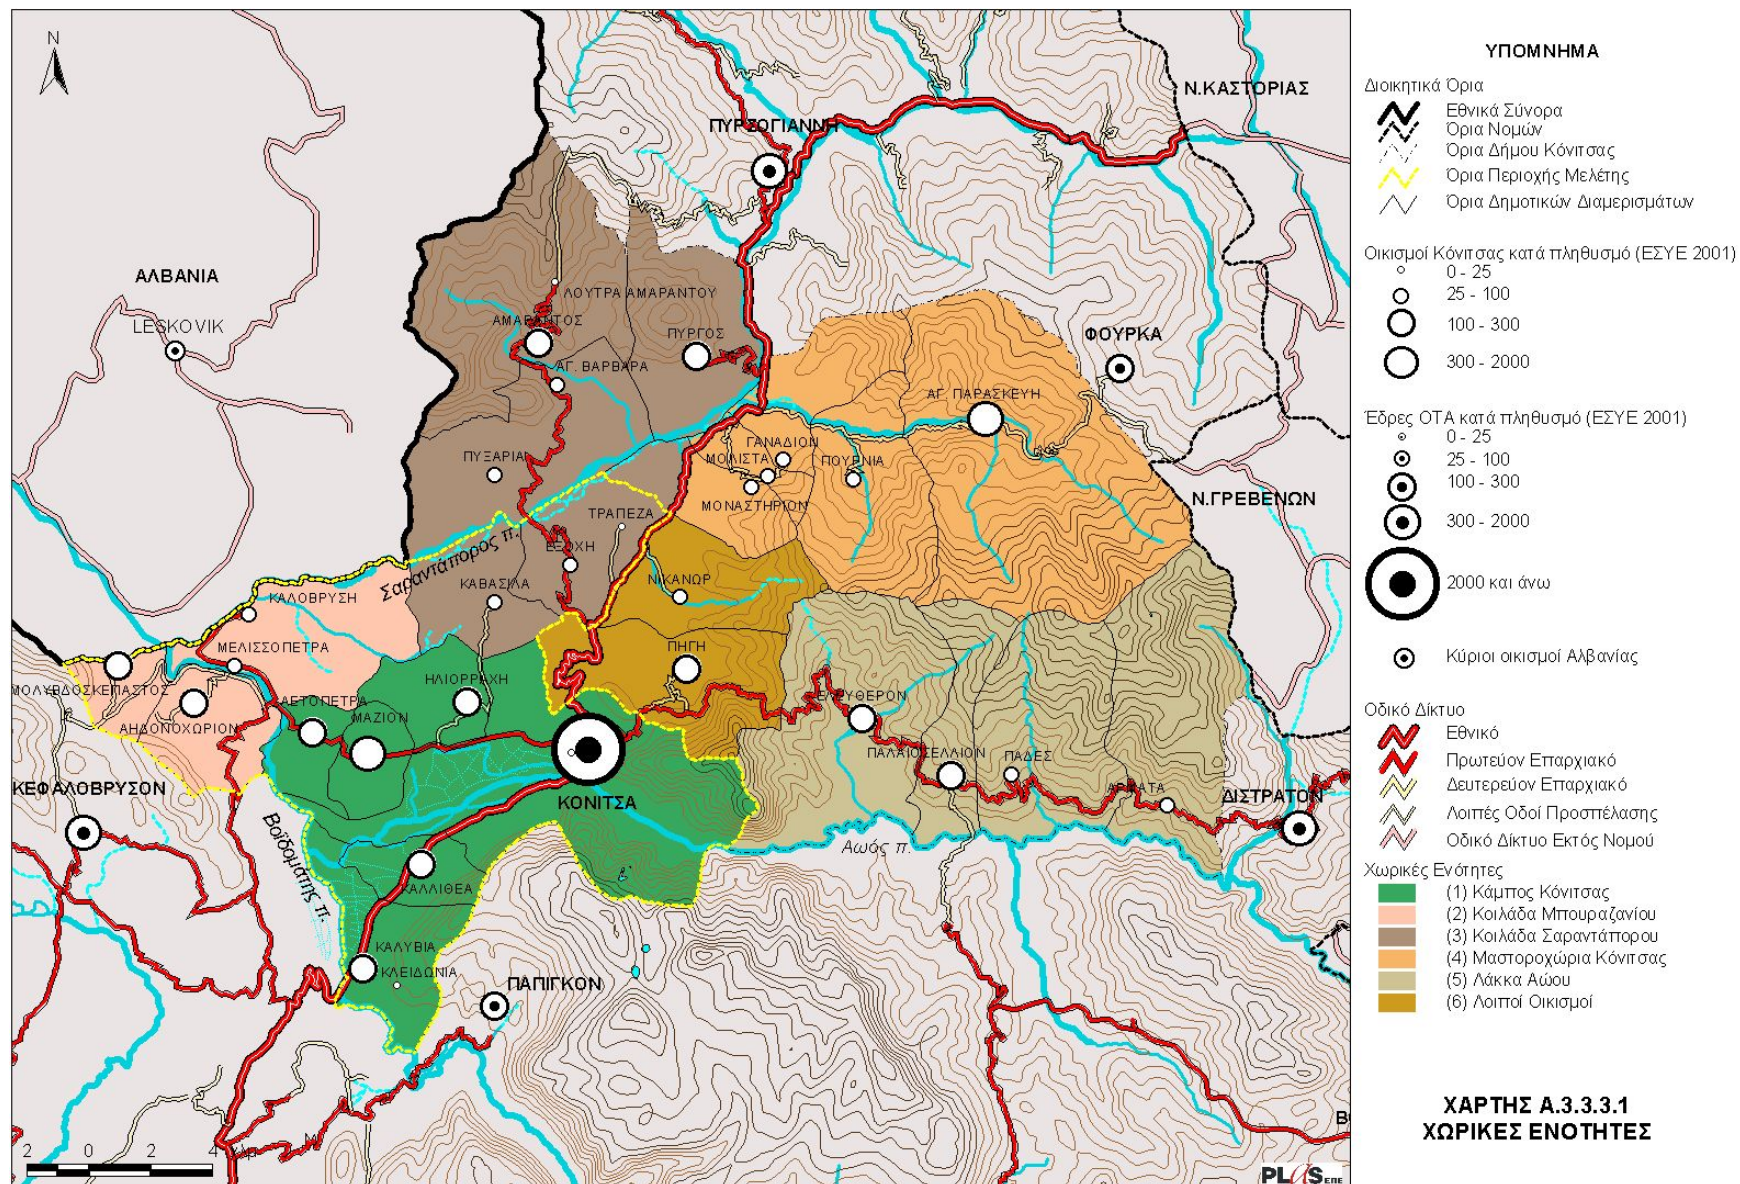 N
Ν.ΚΑΣΤΟΡΙΑΣ
ΠΥΡΣΟΓΙΑΝΝΗ
ΑΛΒΑΝΙΑ
LESKOVIK
ΛΟΥΤΡΑ ΑΜΑΡΑΝΤΟΥ
ΑΜΑΡΑΝΤΟΣ
ΠΥΡΓΟΣ
ΑΓ. ΒΑΡΒΑΡΑ
ΦΟΥΡΚΑ
ΑΓ. ΠΑΡΑΣΚΕΥΗ
ΓΑΝΑΔΙΟΝ
ΜΟΛΙΣΤΑ
ΠΟΥΡΝΙΑ
ΠΥΞΑΡΙΑ
ΜΟΝΑΣΤΗΡΙΟΝ
Ν.ΓΡΕΒΕΝΩΝ
ΤΡΑΠΕΖΑ
Σαραντάπορος π.
ΕΞΟΧΗ
ΚΑΒΑΣΙΛΑ
ΝΙΚΑΝΩΡ
ΚΑΛΟΒΡΥΣΗ
ΜΕΛΙΣΣΟΠΕΤΡΑ
ΠΗΓΗ
ΗΛΙΟΡΡΑΧΗ
ΜΟΛΥΒΔΟΣΚΕΠΑΣΤΟΣ
ΑΕΤΟΠΕΤΡΑ
ΕΛΕΥΘΕΡΟΝ
ΜΑΖΙΟΝ
ΑΗΔΟΝΟΧΩΡΙΟΝ
ΠΑΛΑΙΟΣΕΛΛΙΟΝ
ΠΑΔΕΣ
ΑΡΜΑΤΑ
ΚΕΦΑΛΟΒΡΥΣΟΝ
ΚΟΝΙΤΣΑ
ΔΙΣΤΡΑΤΟΝ
Βοϊδομάτης π.
Αωός π.
ΚΑΛΛΙΘΕΑ
ΚΑΛΥΒΙΑ
ΚΛΕΙΔΩΝΙΑ
ΠΑΠΙΓΚΟΝ
2 0 2 4 χλμ
PLaS ΕΠΕ
ΥΠΟΜΝΗΜΑ
Διοικητικά Όρια
Εθνικά Σύνορα
Όρια Νομών
Όρια Δήμου Κόνιτσας
Όρια Περιοχής Μελέτης
Όρια Δημοτικών Διαμερισμάτων
Οικισμοί Κόνιτσας κατά πληθυσμό (ΕΣΥΕ 2001)
0 - 25
25 - 100
100 - 300
300 - 2000
Έδρες ΟΤΑ κατά πληθυσμό (ΕΣΥΕ 2001)
0 - 25
25 - 100
100 - 300
300 - 2000
2000 και άνω
Κύριοι οικισμοί Αλβανίας
Οδικό Δίκτυο
Εθνικό
Πρωτεύον Επαρχιακό
Δευτερεύον Επαρχιακό
Λοιπές Οδοί Προσπέλασης
Οδικό Δίκτυο Εκτός Νομού
Χωρικές Ενότητες
(1) Κάμπος Κόνιτσας
(2) Κοιλάδα Μπουραζανίου
(3) Κοιλάδα Σαραντάπορου
(4) Μαστοροχώρια Κόνιτσας
(5) Λάκκα Αώου
(6) Λοιποί Οικισμοί
ΧΑΡΤΗΣ Α.3.3.3.1
ΧΩΡΙΚΕΣ ΕΝΟΤΗΤΕΣ